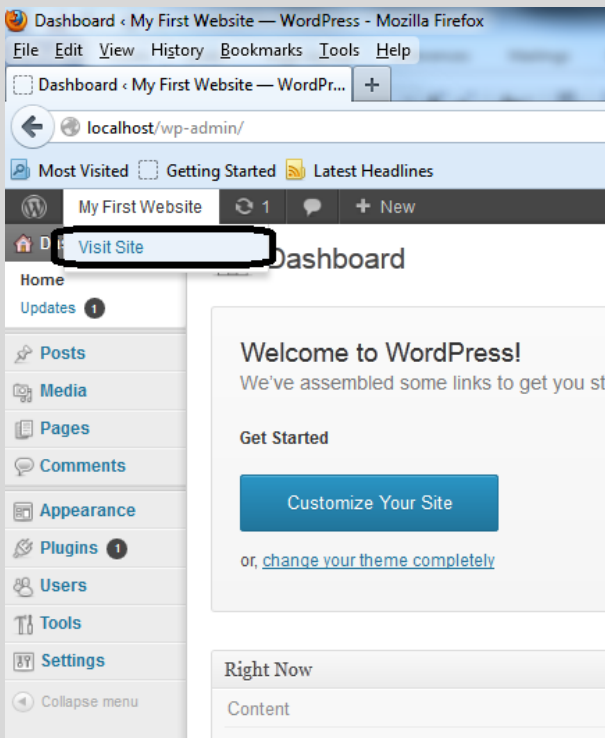 Dashboard ‹ My First Website — WordPress - Mozilla Firefox
File Edit View History Bookmarks Tools Help
Dashboard ‹ My First Website — WordPr... +
localhost/wp-admin/
Most Visited Getting Started Latest Headlines
My First Website 1 + New
Visit Site
Dashboard
Home
Updates 1
Posts
Media
Pages
Comments
Appearance
Plugins 1
Users
Tools
Settings
Collapse menu
Welcome to WordPress!
We've assembled some links to get you st
Get Started
Customize Your Site
or, change your theme completely
Right Now
Content